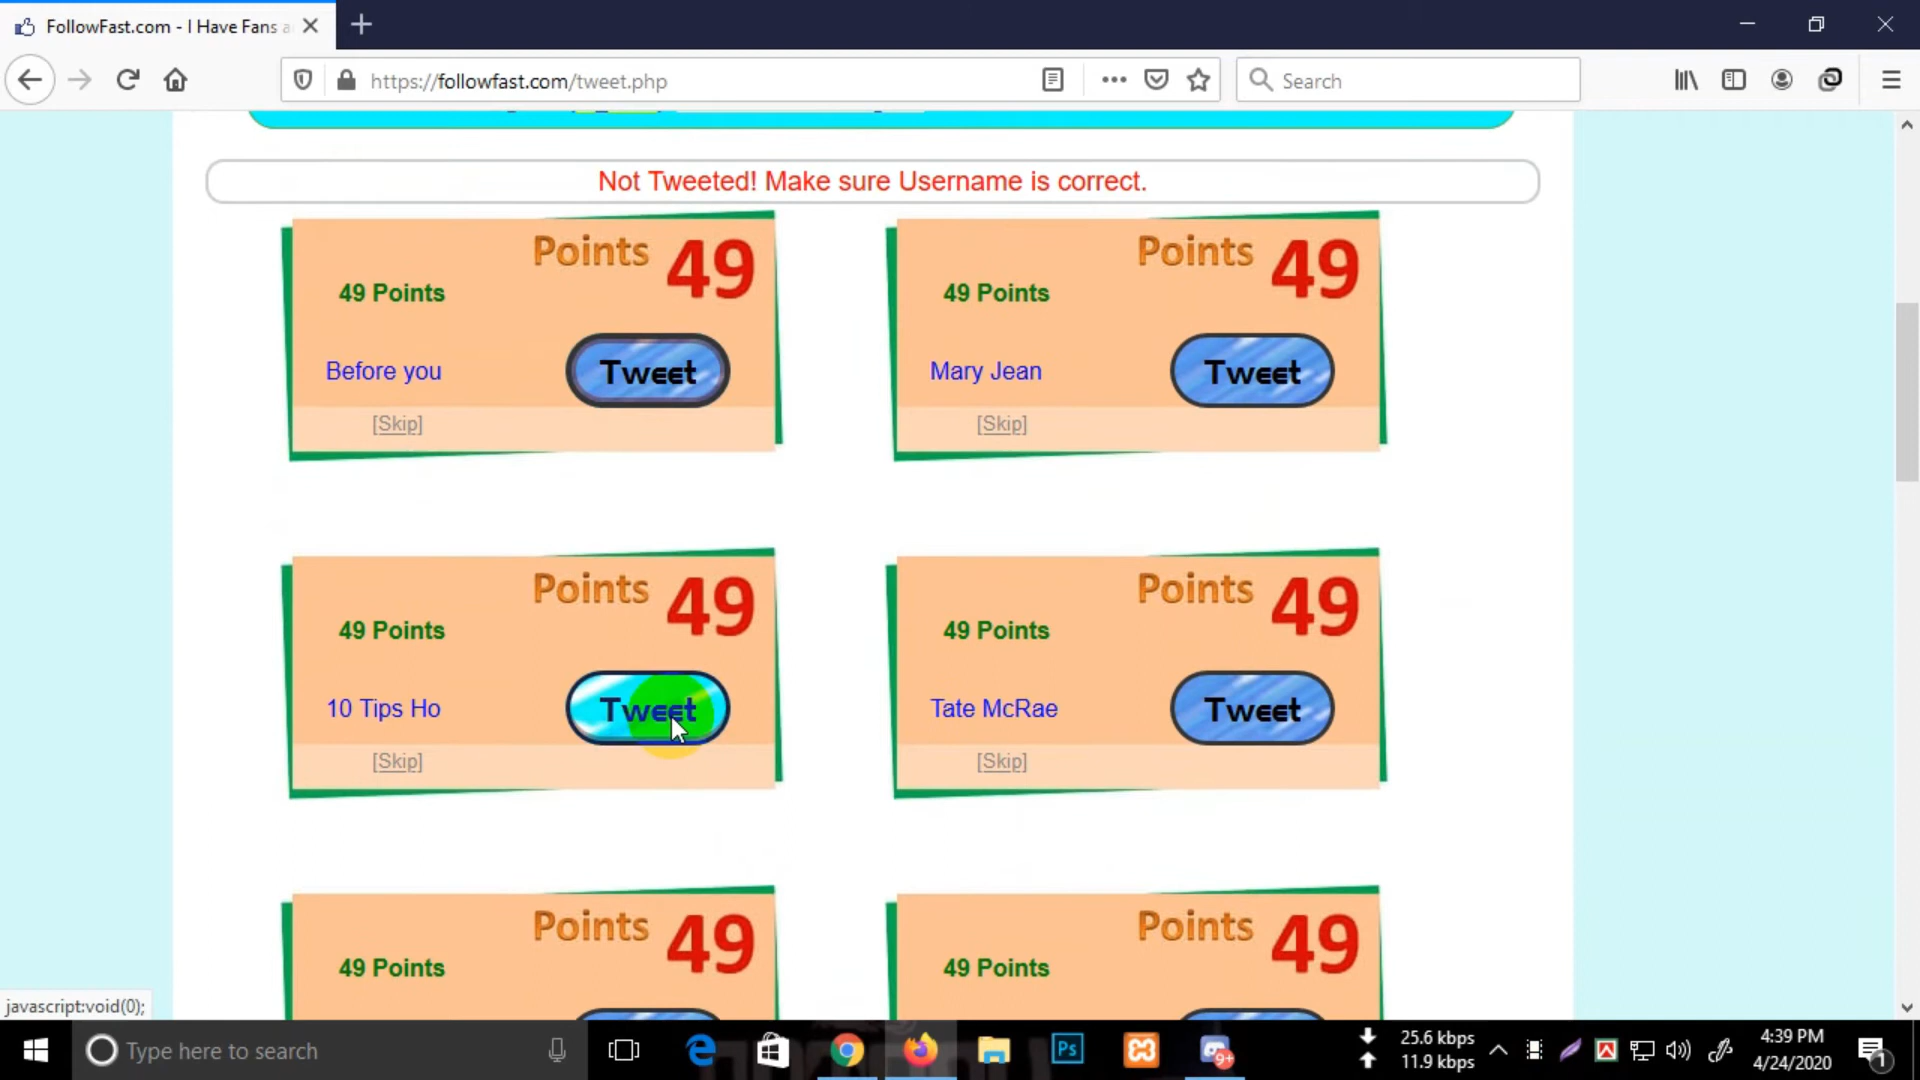 FollowFast.com - I Have Fans a
https://followfast.com/tweet.php
Search
Not Tweeted! Make sure Username is correct.
Points 49
49 Points
Before you
Tweet
[Skip]
Points 49
49 Points
Mary Jean
Tweet
[Skip]
Points 49
49 Points
10 Tips Ho
Tweet
[Skip]
Points 49
49 Points
Tate McRae
Tweet
[Skip]
Points 49
49 Points
Points 49
49 Points
javascript:void(0);
Type here to search
Ps
9+
25.6 kbps
11.9 kbps
4:39 PM
4/24/2020
1